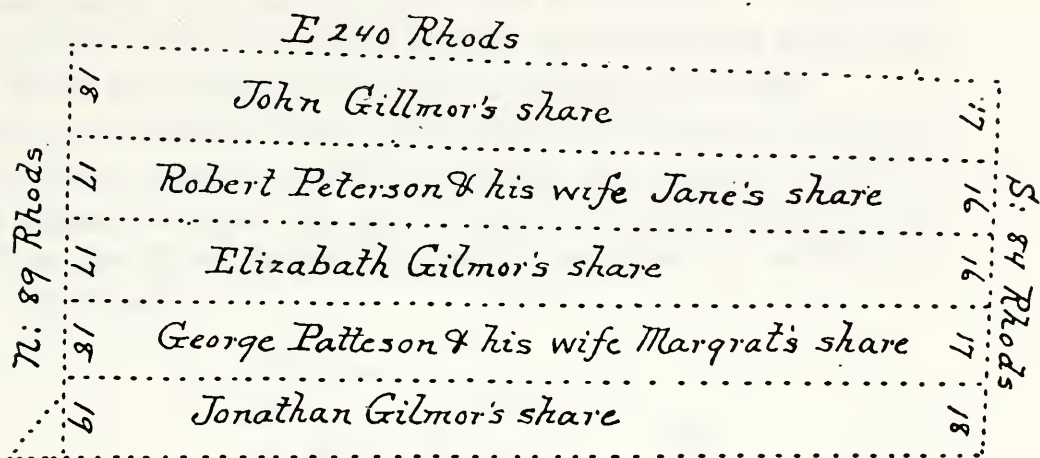 E 240 Rhods
18 John Gillmor's share 17
17 Robert Peterson & his wife Jane's share 16
N: 89 Rhods
S: 84 Rhods
17 Elizabath Gilmor's share 16
18 George Patteson & his wife Margrat's share 17
19 Jonathan Gilmor's share 18